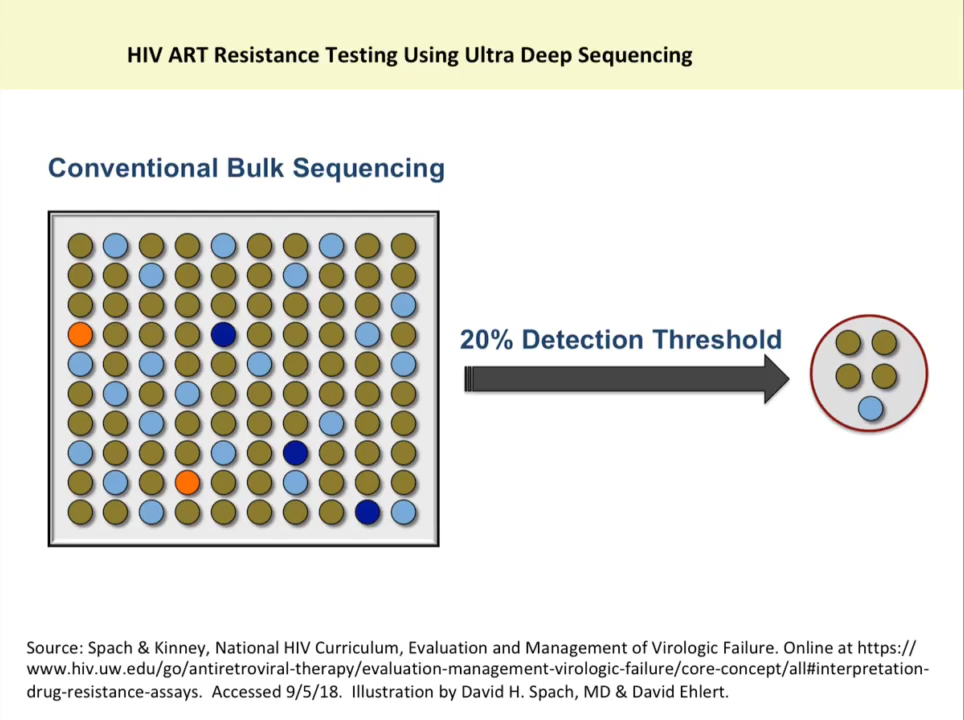 HIV ART Resistance Testing Using Ultra Deep Sequencing
Conventional Bulk Sequencing
20% Detection Threshold
Source: Spach & Kinney, National HIV Curriculum, Evaluation and Management of Virologic Failure. Online at https://
www.hiv.uw.edu/go/antiretroviral-therapy/evaluation-management-virologic-failure/core-concept/all#interpretation-
drug-resistance-assays.  Accessed 9/5/18.  Illustration by David H. Spach, MD & David Ehlert.